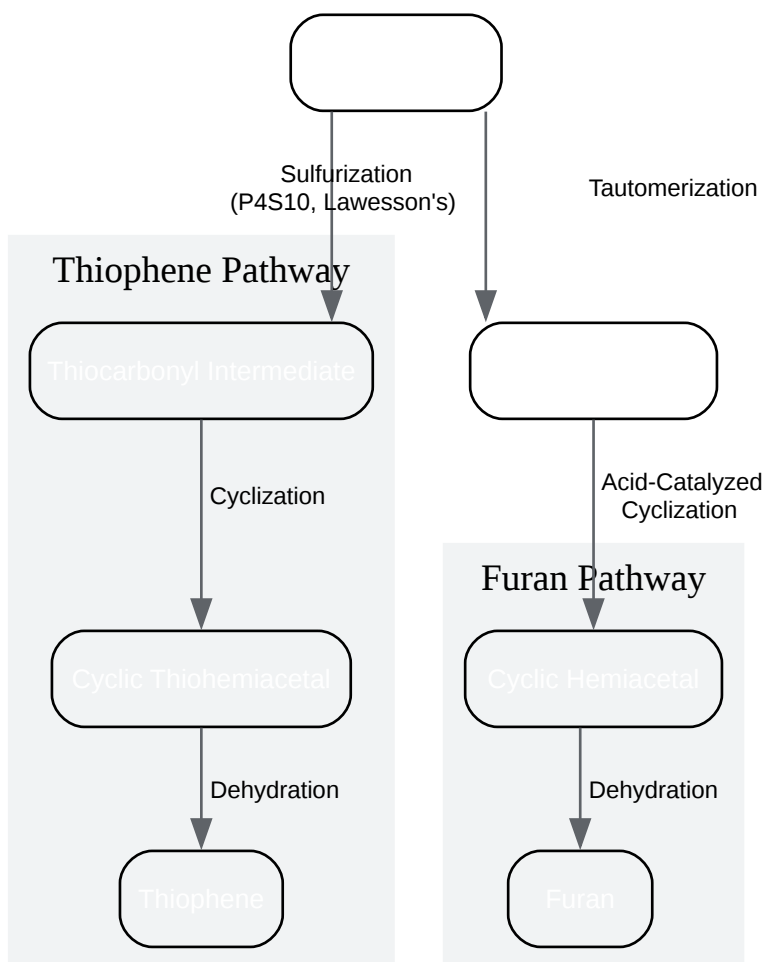 Sulfurization
(P4S10, Lawesson's)
Tautomerization
Thiophene Pathway
Thiocarbonyl Intermediate
Cyclization
Acid-Catalyzed
Cyclization
Furan Pathway
Cyclic Thiohemiacetal
Cyclic Hemiacetal
Dehydration
Dehydration
Thiophene
Furan